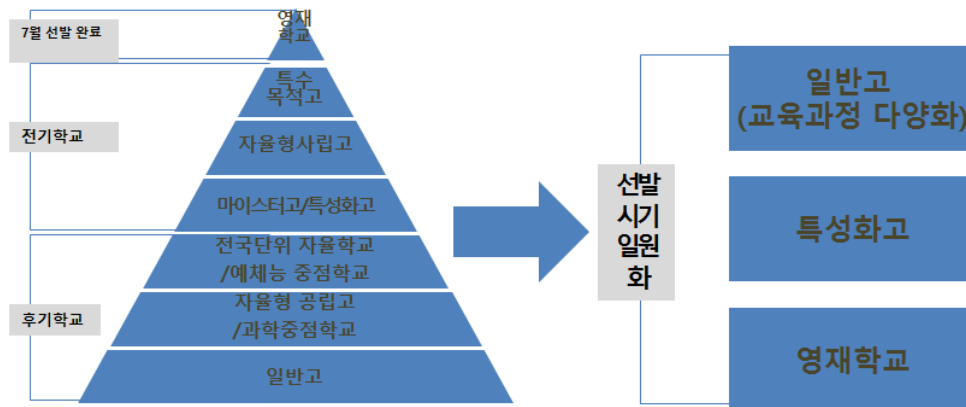 7월 선발 완료
전기학교
후기학교
영재
학교
특수
목적고
자율형사립고
마이스터고/특성화고
전국단위 자율학교
/예체능 중점학교
자율형 공립고
/과학중점학교
일반고
선발
시기
일원
화
일반고
(교육과정 다양화)
특성화고
영재학교